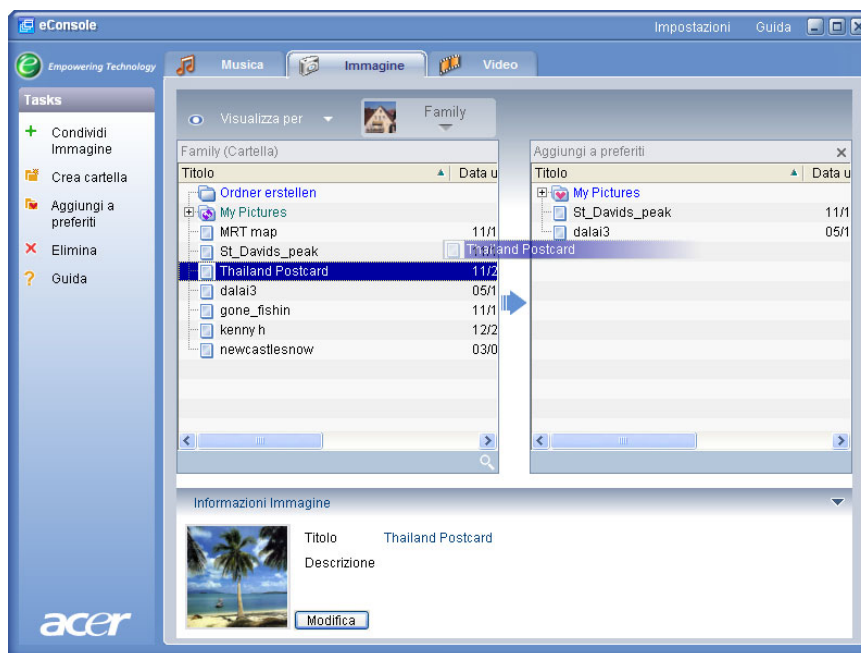 eConsole
Impostazioni Guida
Empowering Technology
Musica
Immagine
Video
Tasks
Condividi
Immagine
Crea cartella
Aggiungi a
preferiti
Elimina
Guida
Visualizza per
Family
Family (Cartella)
Titolo Data u
Ordner erstellen
My Pictures
MRT map 11/1
St_Davids_peak
Thailand Postcard 11/2
dalai3 05/1
gone_fishin 11/1
kenny h 12/2
newcastlesnow 03/0
Thailand Postcard
Aggiungi a preferiti
Titolo Data u
My Pictures
St_Davids_peak 11/1
dalai3 05/1
Informazioni Immagine
Titolo Thailand Postcard
Descrizione
Modifica
acer